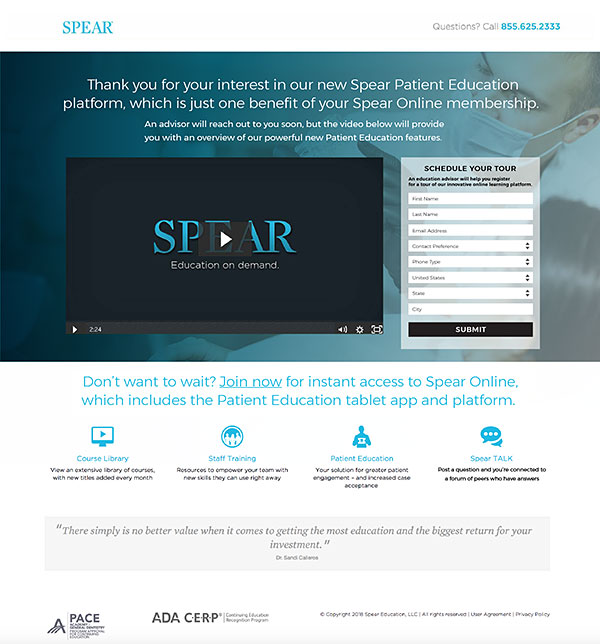 SPEAR
Questions? Call 855.625.2333
Thank you for your interest in our new Spear Patient Education
platform, which is just one benefit of your Spear Online membership.
An advisor will reach out to you soon, but the video below will provide
you with an overview of our powerful new Patient Education features.
SPEAR
Education on demand.
2:24
SCHEDULE YOUR TOUR
An education advisor will help you register
for a tour of our innovative online learning platform.
First Name
Last Name
Email Address
Contact Preference
Phone Type
United States
State
City
SUBMIT
Don't want to wait? Join now for instant access to Spear Online,
which includes the Patient Education tablet app and platform.
Course Library
View an extensive library of courses,
with new titles added every month
Staff Training
Resources to empower your team with
new skills they can use right away
Patient Education
Your solution for greater patient
engagement – and increased case
acceptance
Spear TALK
Post a question and you're connected to
a forum of peers who have answers
"There simply is no better value when it comes to getting the most education and the biggest return for your
investment."
PACE
ACADEMY OF
GENERAL DENTISTRY
PROGRAM APPROVAL
FOR CONTINUING
EDUCATION
ADA CERP® | Continuing Education
Recognition Program
© Copyright 2016 Spear Education, LLC | All rights reserved | User Agreement | Privacy Policy